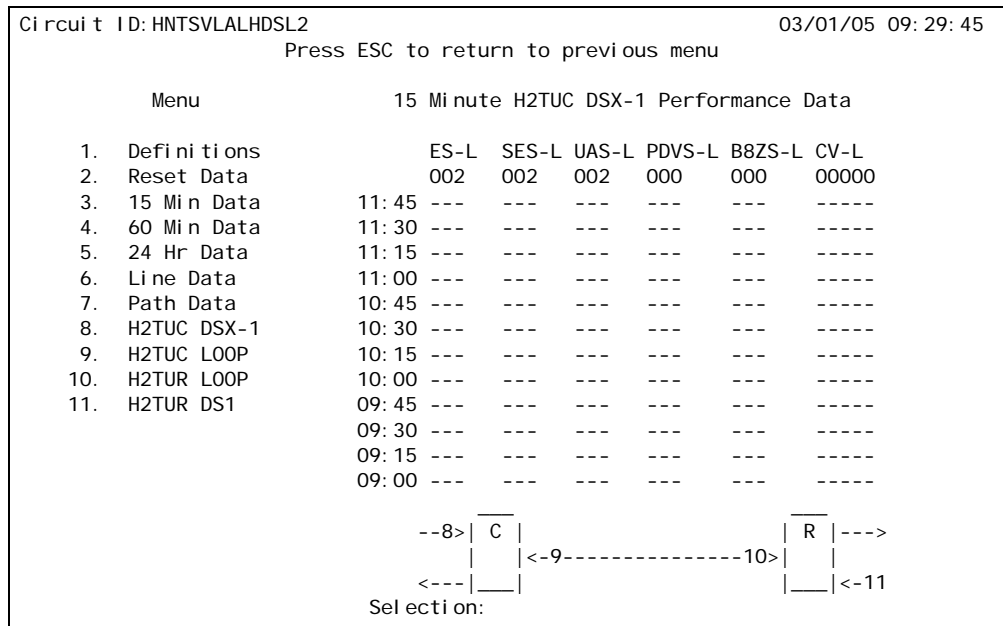 Circuit ID:HNTSVLALHDSL2                                        03/01/05 09:29:45
                       Press ESC to return to previous menu

           Menu                  15 Minute H2TUC DSX-1 Performance Data

    1.   Definitions                ES-L  SES-L UAS-L PDVS-L B8ZS-L CV-L
    2.   Reset Data                 002   002   002   000    000    00000
    3.   15 Min Data          11:45 ---   ---   ---   ---    ---    -----
    4.   60 Min Data          11:30 ---   ---   ---   ---    ---    -----
    5.   24 Hr Data           11:15 ---   ---   ---   ---    ---    -----
    6.   Line Data            11:00 ---   ---   ---   ---    ---    -----
    7.   Path Data            10:45 ---   ---   ---   ---    ---    -----
    8.   H2TUC DSX-1          10:30 ---   ---   ---   ---    ---    -----
    9.   H2TUC LOOP           10:15 ---   ---   ---   ---    ---    -----
   10.   H2TUR LOOP           10:00 ---   ---   ---   ---    ---    -----
   11.   H2TUR DS1            09:45 ---   ---   ---   ---    ---    -----
                              09:30 ---   ---   ---   ---    ---    -----
                              09:15 ---   ---   ---   ---    ---    -----
                              09:00 ---   ---   ---   ---    ---    -----
                                        ___                       ___
                                   --8>| C |                     | R |--->
                                       |   |<-9---------------10>|   |
                                   <---|___|                     |___|<-11
                               Selection: